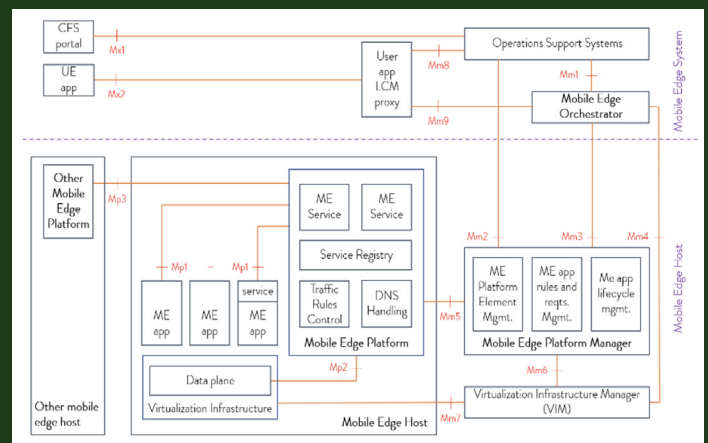 CFS
portal
Mx1
Operations Support Systems
UE
app
Mx2
User
app
LCM
proxy
Mm8
Mm1
Mm9
Mobile Edge
Orchestrator
Mobile Edge System
Other
Mobile
Edge
Platform
Mp3
ME
Service
ME
Service
Service Registry
Traffic
Rules
Control
DNS
Handling
Mobile Edge Platform
Mp1
...
Mp1
ME
app
ME
app
service
ME
app
Mp2
Data plane
Virtualization Infrastructure
Mobile Edge Host
Other mobile
edge host
Mm2
Mm3
Mm4
Mm5
ME
Platform
Element
Mgmt.
ME app
rules and
reqts.
Mgmt.
Me app
lifecycle
mgmt.
Mobile Edge Platform Manager
Mm6
Mm7
Virtualization Infrastructure Manager
(VIM)
Mobile Edge Host